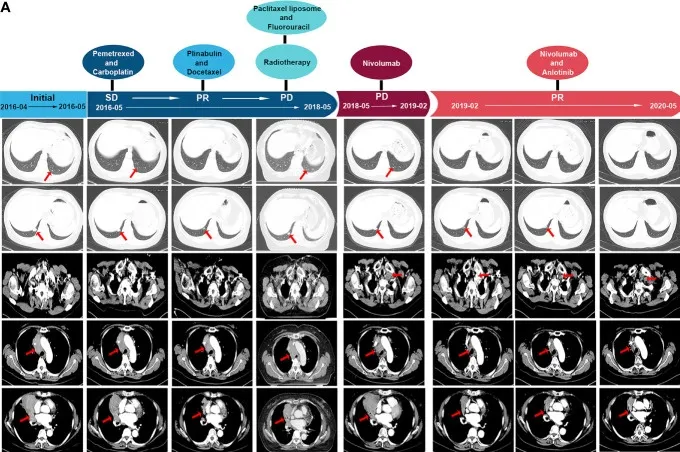 A
Paclitaxel liposome
and
Fluorouracil
Pemetrexed
and
Carboplatin
Plinabulin
and
Docetaxel
Radiotherapy
Nivolumab
Nivolumab
and
Anlotinib
Initial
2016-04
2016-05
SD
PR
PD
2016-05
2018-05
PD
2018-05
2019-02
PR
2019-02
2020-05